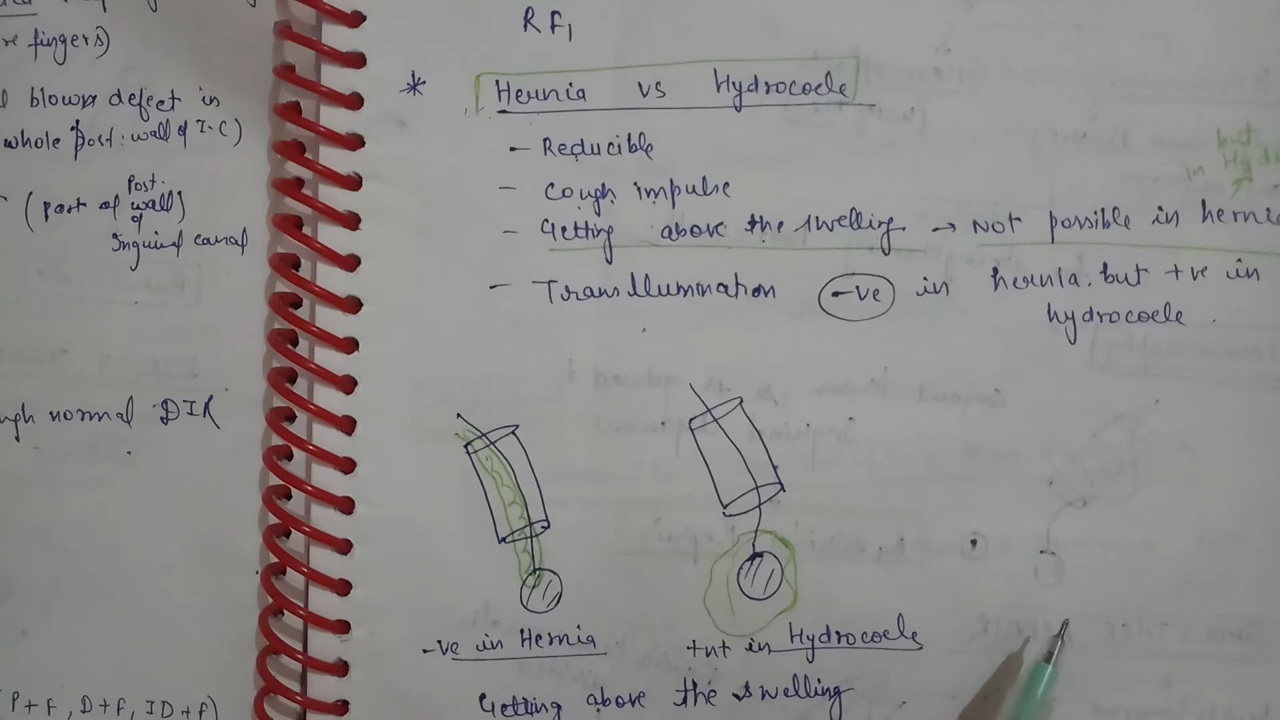 re fingers)
blown defect in
whole post: wall of I-C)
Post.
(part of wall)
of
Inguinal canal
normal DIR
P+F, D+F, ID+F)
RF1
* Hernia vs Hydrocoele
- Reducible
- Cough impulse
- Getting above the swelling → Not possible in hernia
but
in Hyd
- Transillumination -ve in hernia. but +ve in
hydrocoele.
-ve in Hernia
+nt in Hydrocoele
Getting above the swelling